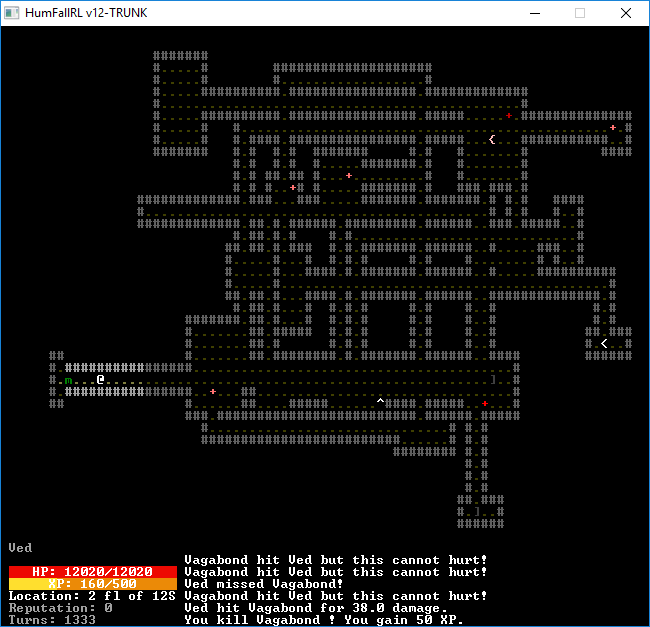 HumFallRL v12-TRUNK
Ved
Vagabond hit Ved but this cannot hurt!
HP: 12020/12020 Vagabond hit Ved but this cannot hurt!
XP: 160/500 Ved missed Vagabond!
Location: 2 fl of 12S Vagabond hit Ved but this cannot hurt!
Reputation: 0 Ved hit Vagabond for 38.0 damage.
Turns: 1333 You kill Vagabond ! You gain 50 XP.